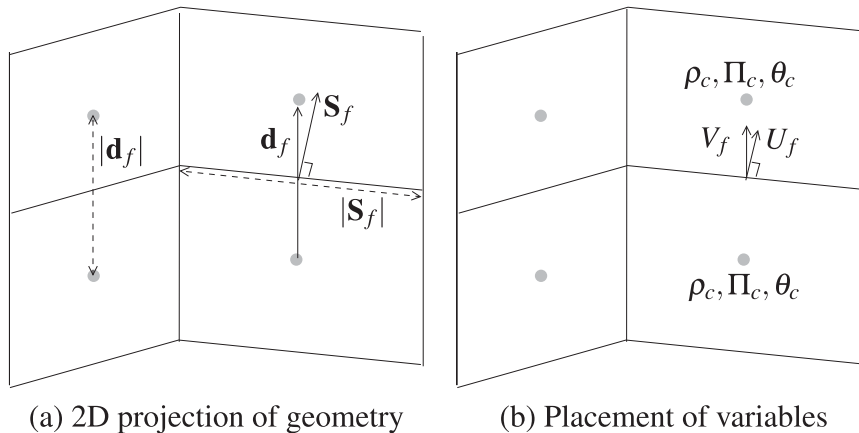 ρ_c, Π_c, θ_c
S_f
d_f
|d_f|
V_f
U_f
|S_f|
ρ_c, Π_c, θ_c
(a) 2D projection of geometry
(b) Placement of variables